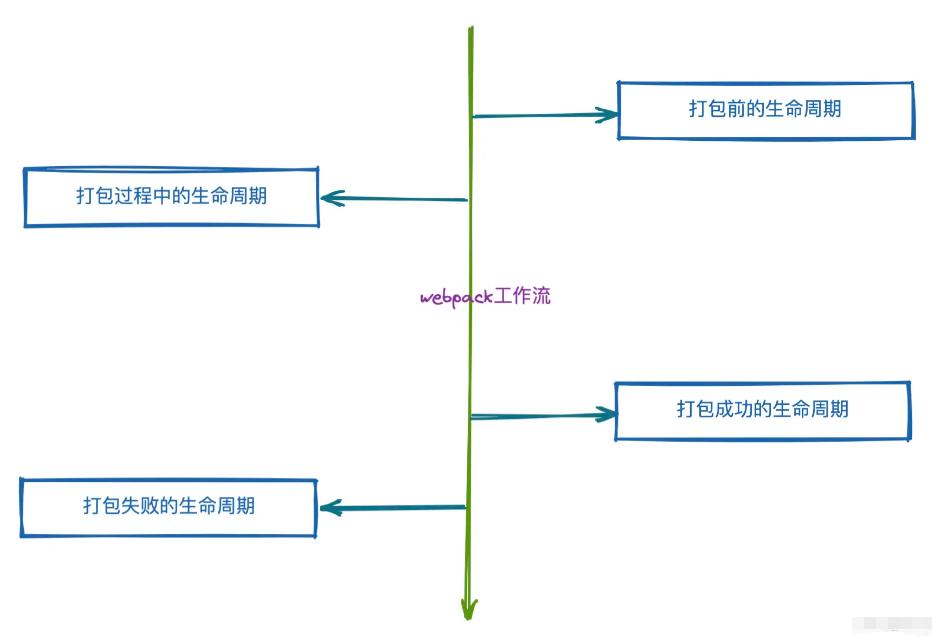 打包前的生命周期
打包过程中的生命周期
webpack工作流
打包成功的生命周期
打包失败的生命周期